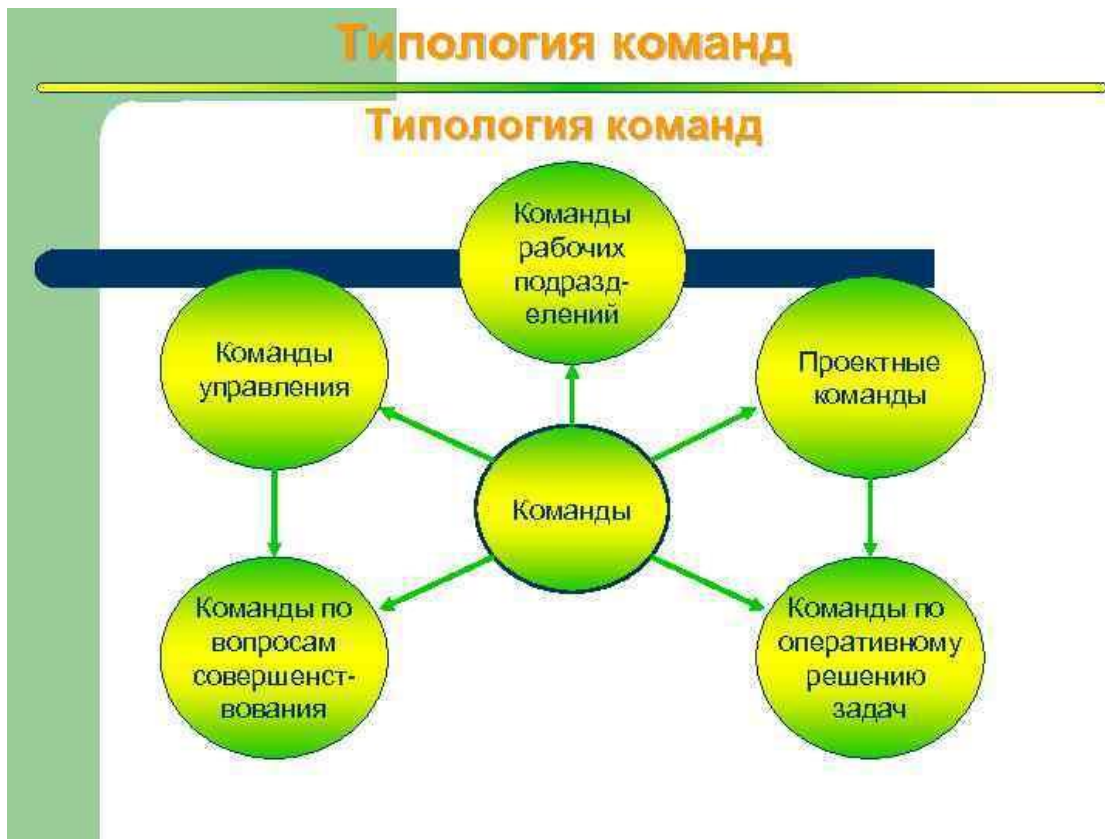 Типология команд
Типология команд
Команды
рабочих
подразд-
елений
Команды
управления
Проектные
команды
Команды
Команды по
вопросам
совершенст-
вования
Команды по
оперативному
решению
задач